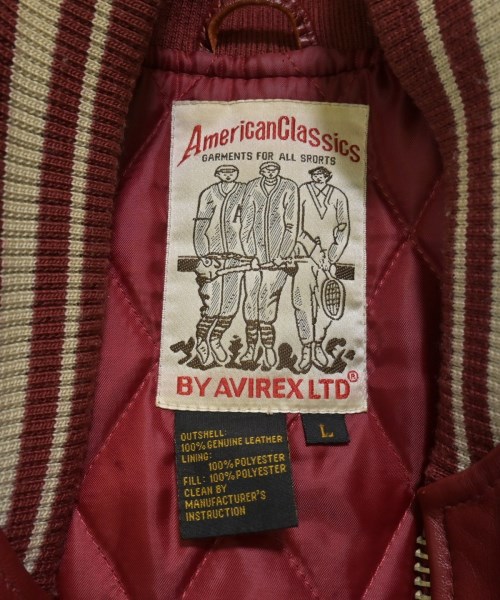 AmericanClassics
GARMENTS FOR ALL SPORTS
A
BY AVIREX LTD®
L
OUTSHELL:
100% GENUINE LEATHER
LINING:
100% POLYESTER
FILL: 100% POLYESTER
CLEAN BY
MANUFACTURER'S
INSTRUCTION